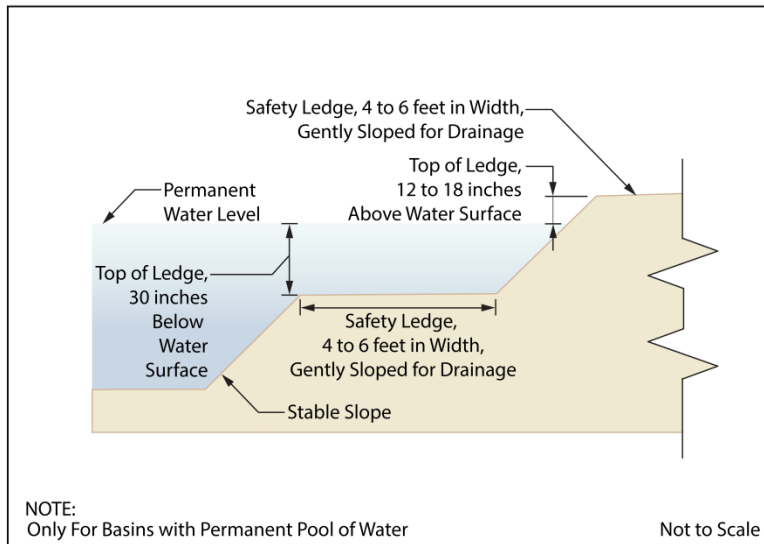 Safety Ledge, 4 to 6 feet in Width,
Gently Sloped for Drainage
Top of Ledge,
12 to 18 inches
Above Water Surface
Permanent
Water Level
Top of Ledge,
30 inches
Below
Water
Surface
Safety Ledge,
4 to 6 feet in Width,
Gently Sloped for Drainage
Stable Slope
NOTE:
Only For Basins with Permanent Pool of Water
Not to Scale